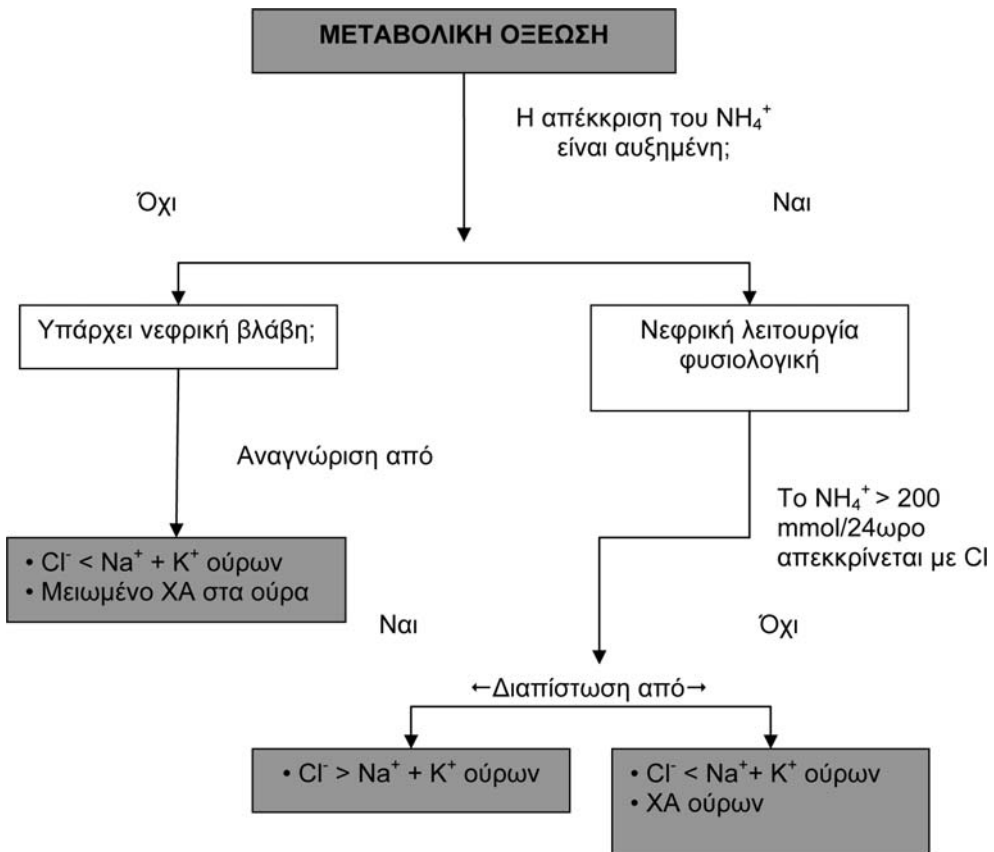 ΜΕΤΑΒΟΛΙΚΗ ΟΞΕΩΣΗ
Η απέκκριση του NH₄⁺
είναι αυξημένη;
Όχι
Ναι
Υπάρχει νεφρική βλάβη;
Νεφρική λειτουργία
φυσιολογική
Αναγνώριση από
Το NH₄⁺ > 200
mmol/24ωρο
απεκκρίνεται με Cl
• Cl⁻ < Na⁺ + K⁺ ούρων
• Μειωμένο ΧΑ στα ούρα
Ναι
Όχι
←Διαπίστωση από→
• Cl⁻ > Na⁺ + K⁺ ούρων
• Cl⁻ < Na⁺+ K⁺ ούρων
• ΧΑ ούρων